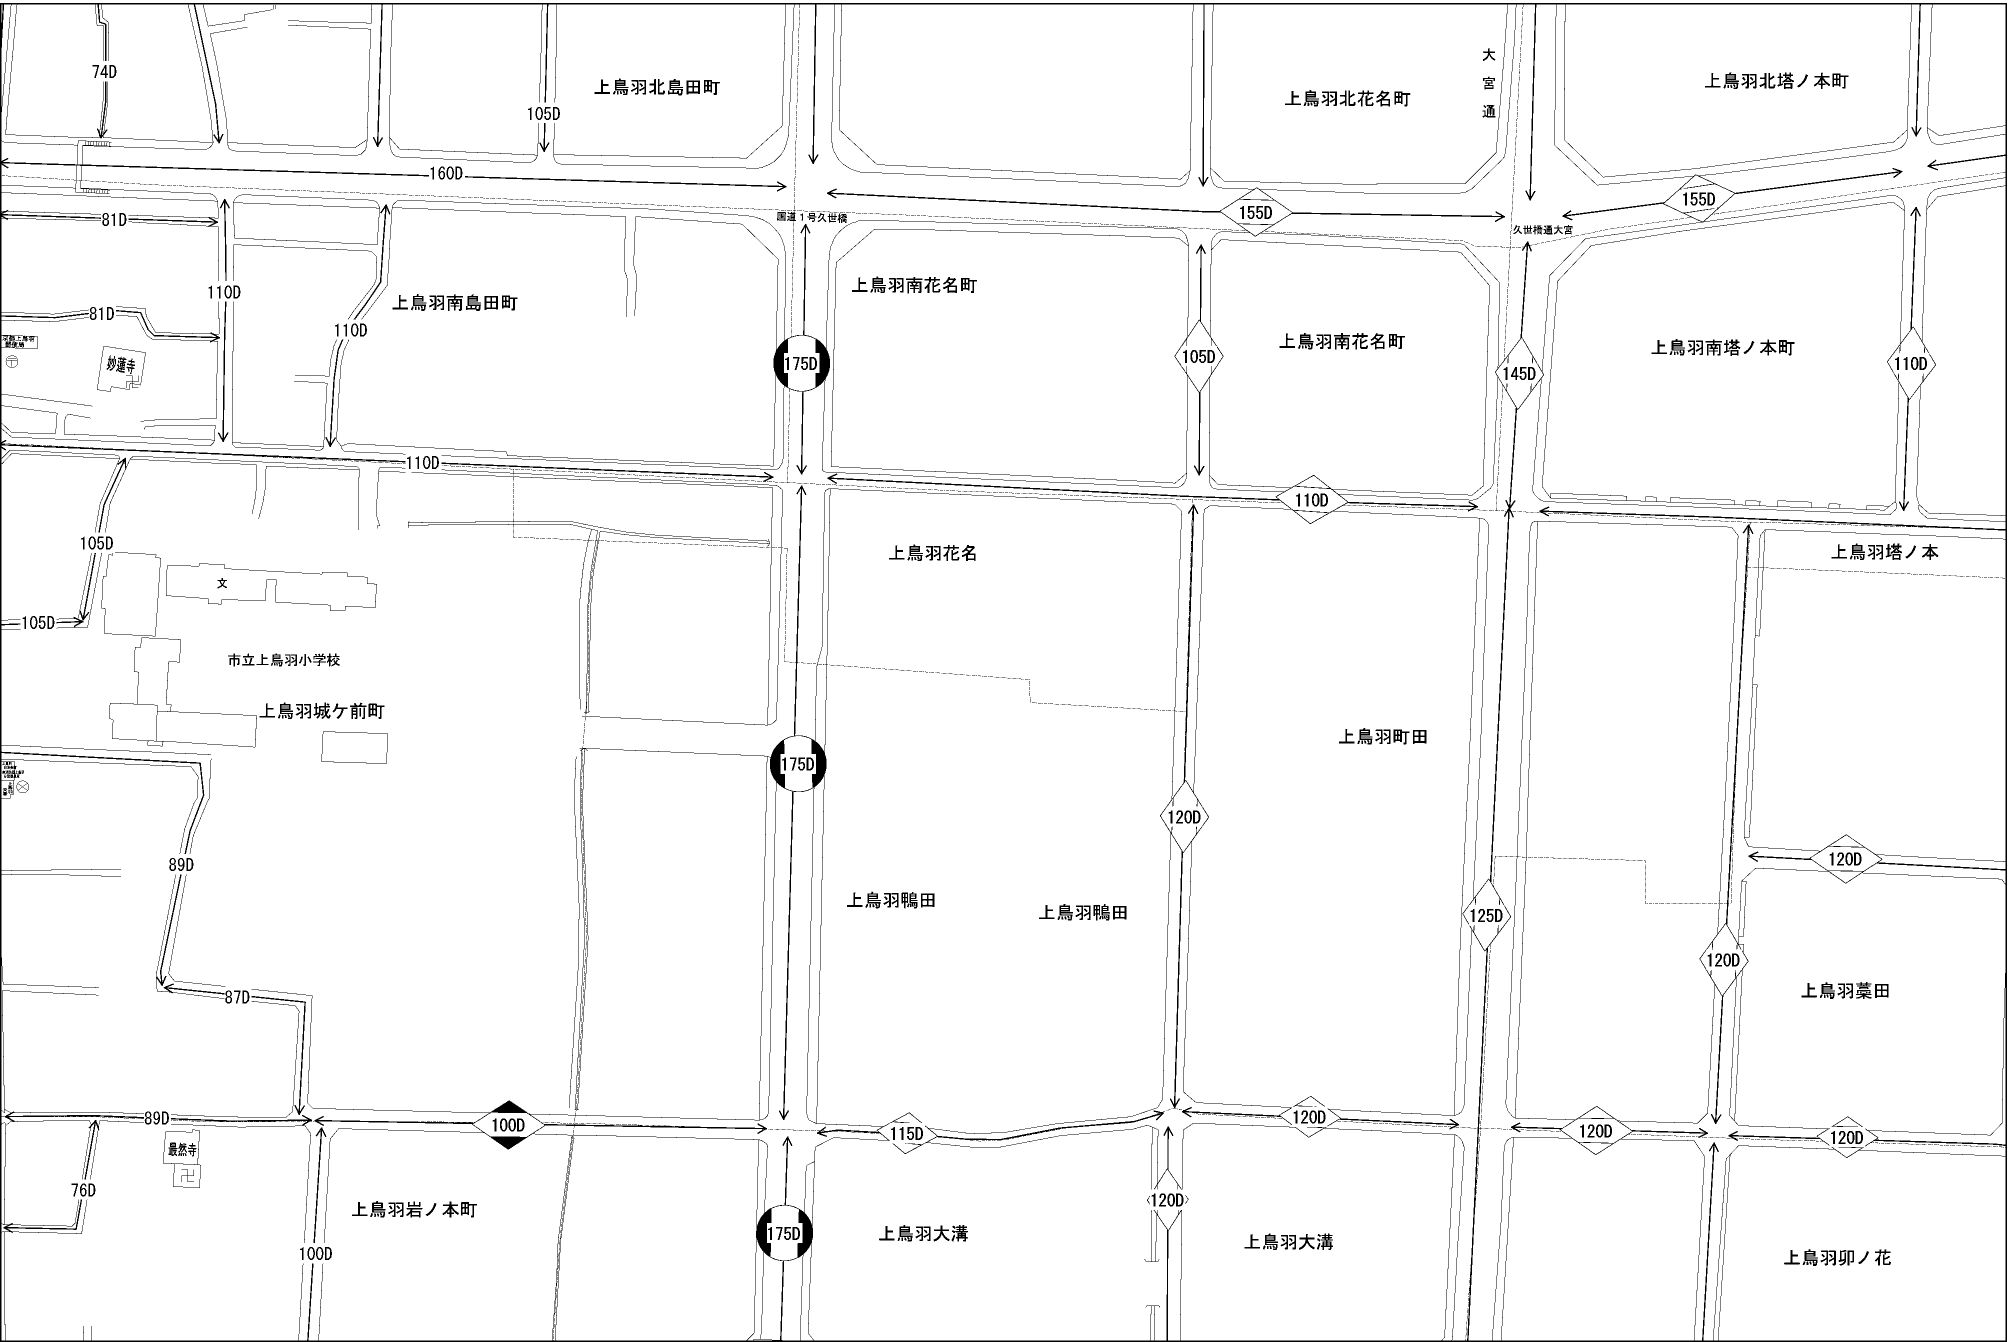 74D
105D
上鳥羽北島田町
上鳥羽北花名町
大宮通
上鳥羽北塔ノ本町
160D
155D
155D
81D
国道1号久世橋
久世橋通大宮
110D
上鳥羽南島田町
上鳥羽南花名町
81D
110D
妙蓮寺
175D
105D
上鳥羽南花名町
145D
上鳥羽南塔ノ本町
110D
110D
110D
105D
上鳥羽花名
上鳥羽塔ノ本
文
105D
市立上鳥羽小学校
上鳥羽城ケ前町
175D
上鳥羽町田
120D
89D
120D
上鳥羽鴨田
上鳥羽鴨田
125D
120D
上鳥羽藁田
87D
89D
100D
115D
120D
120D
120D
最然寺
76D
上鳥羽岩ノ本町
175D
上鳥羽大溝
120D
上鳥羽大溝
100D
上鳥羽卯ノ花